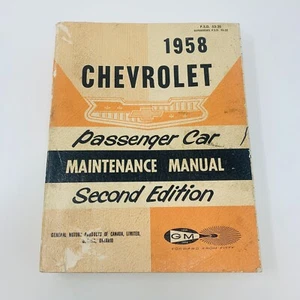 1958
CHEVROLET
Passenger Car
MAINTENANCE MANUAL
Second Edition
GENERAL MOTORS PRODUCTS OF CANADA, LIMITED,
GM